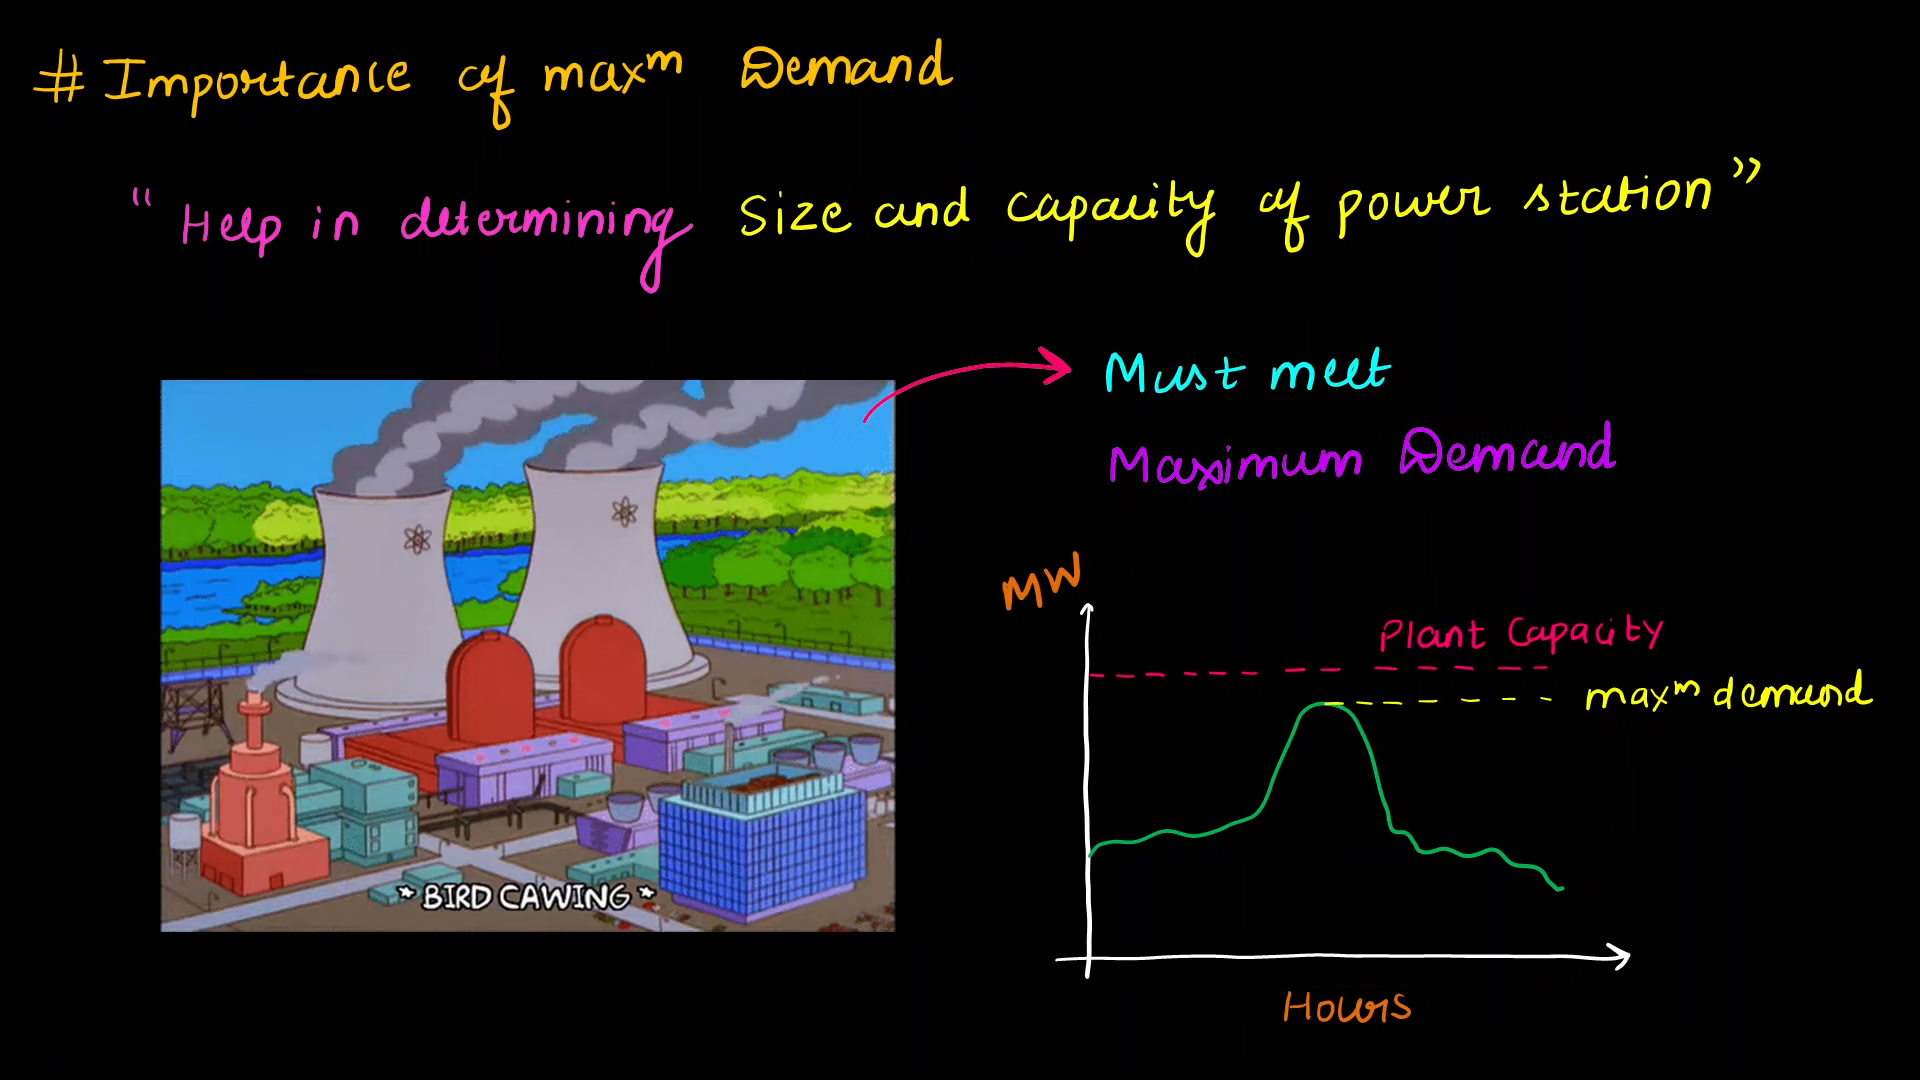 # Importance of maxᵐ Demand
" Help in determining Size and capacity of power station "
Must meet
Maximum Demand
* BIRD CAWING *
MW
Plant Capacity
maxᵐ demand
Hours